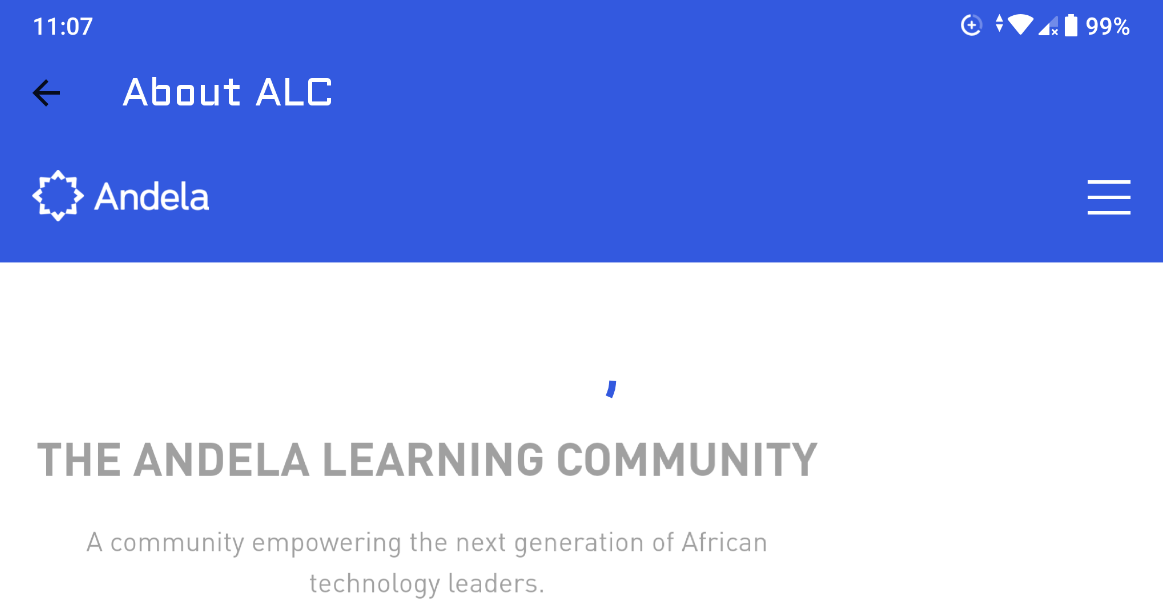 11:07
99%
About ALC
Andela
THE ANDELA LEARNING COMMUNITY
A community empowering the next generation of African
technology leaders.